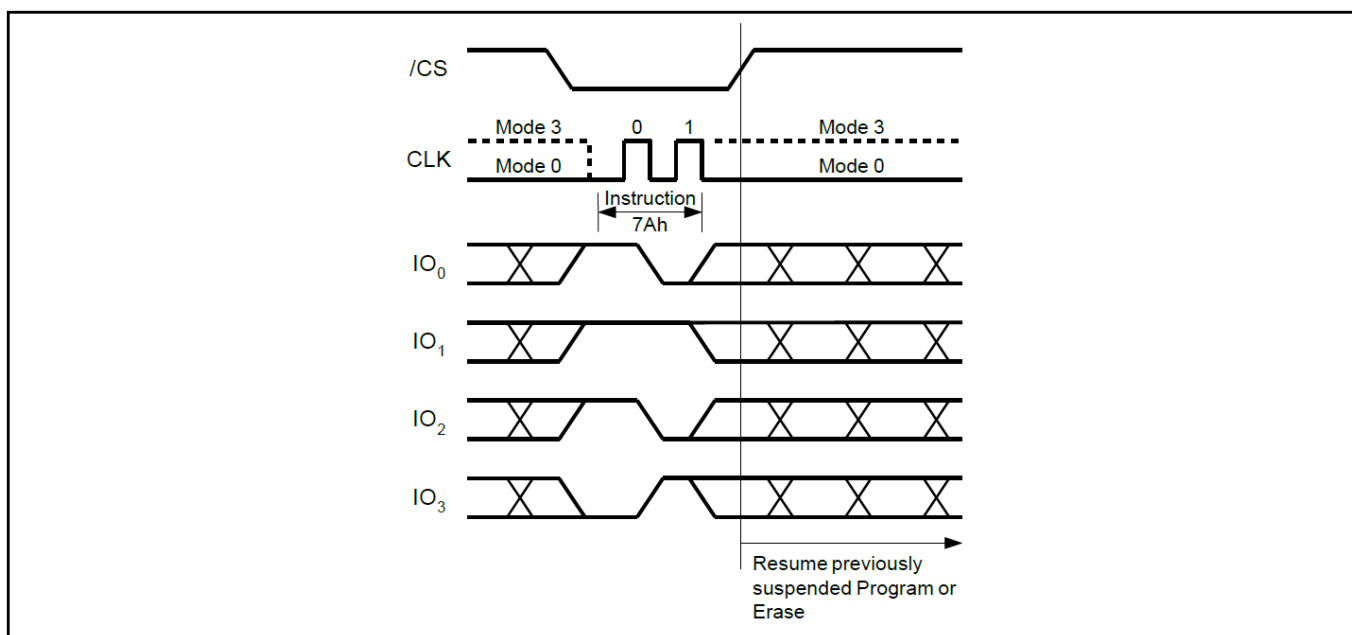 /CS
Mode 3 0 1 Mode 3
CLK
Mode 0 Mode 0
Instruction
7Ah
IO0
IO1
IO2
IO3
Resume previously
suspended Program or
Erase